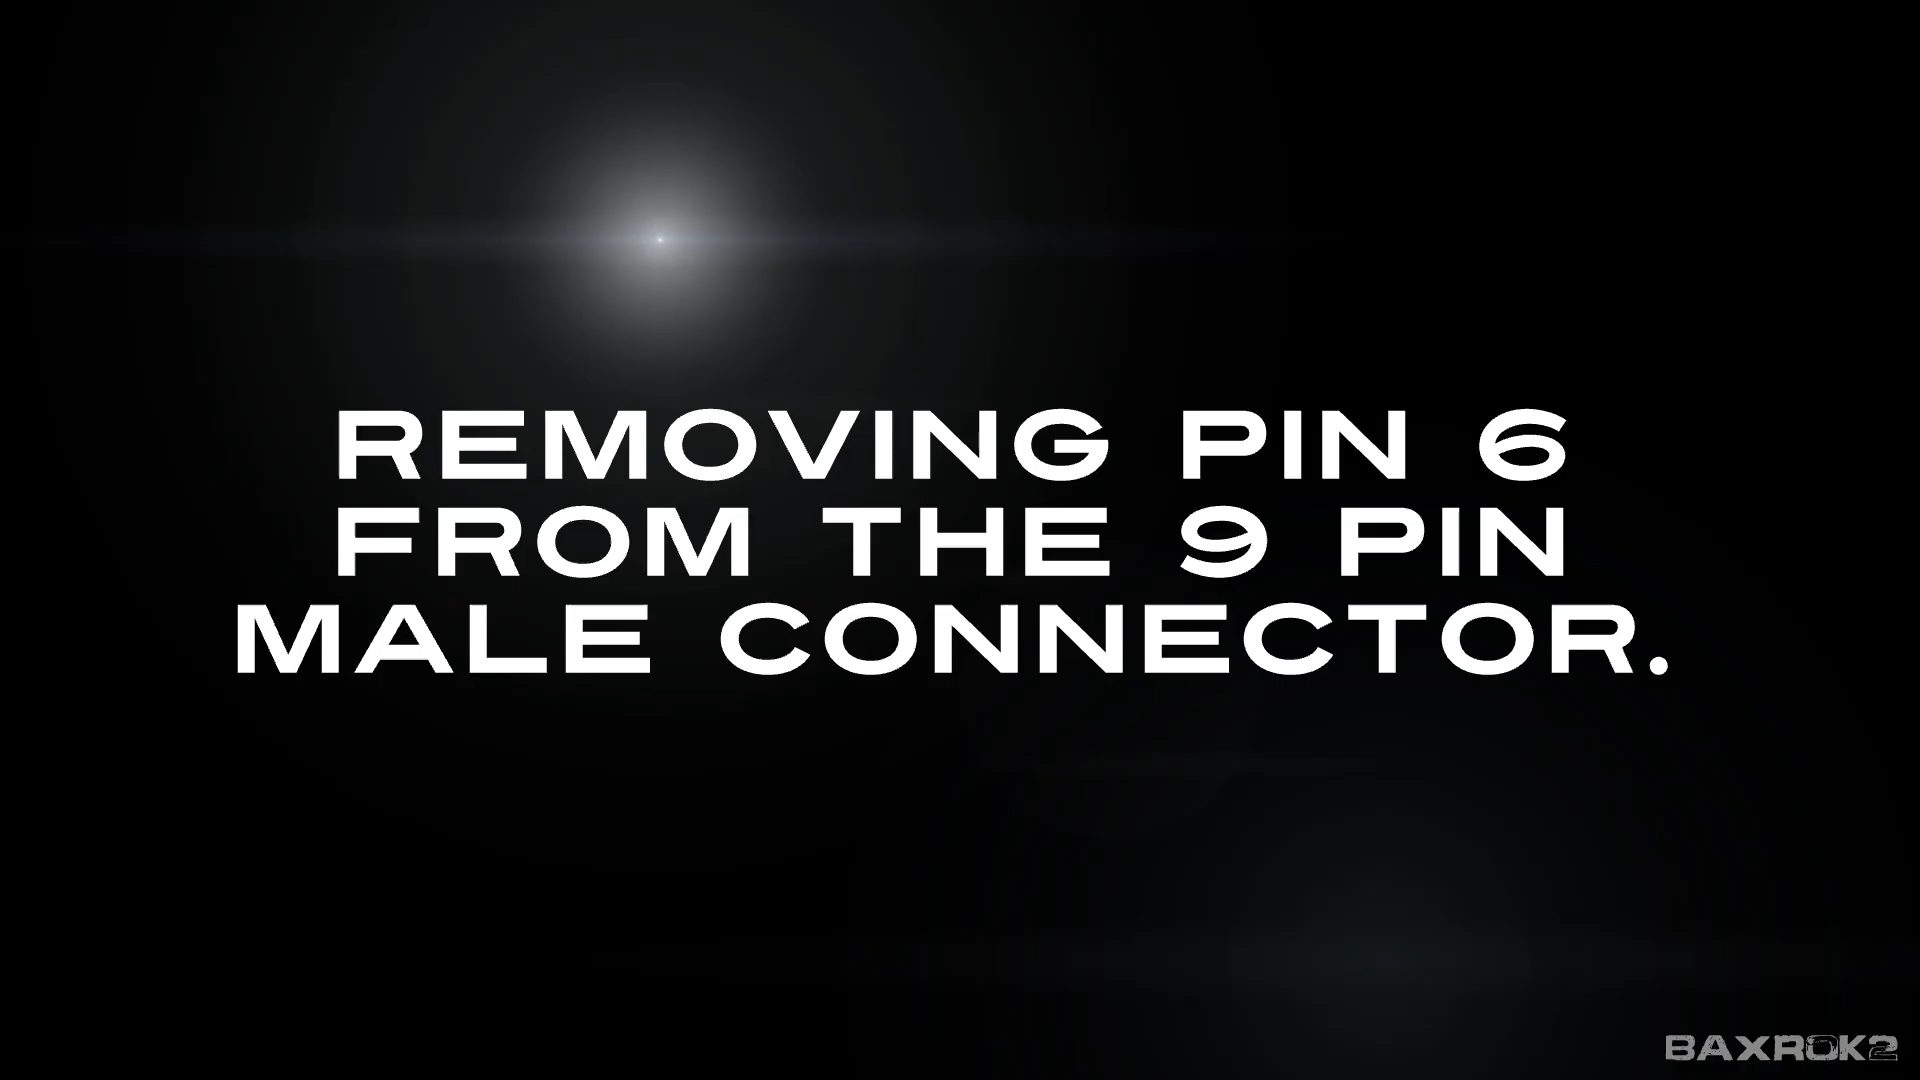 REMOVING PIN 6
FROM THE 9 PIN
MALE CONNECTOR.
BAXROK2